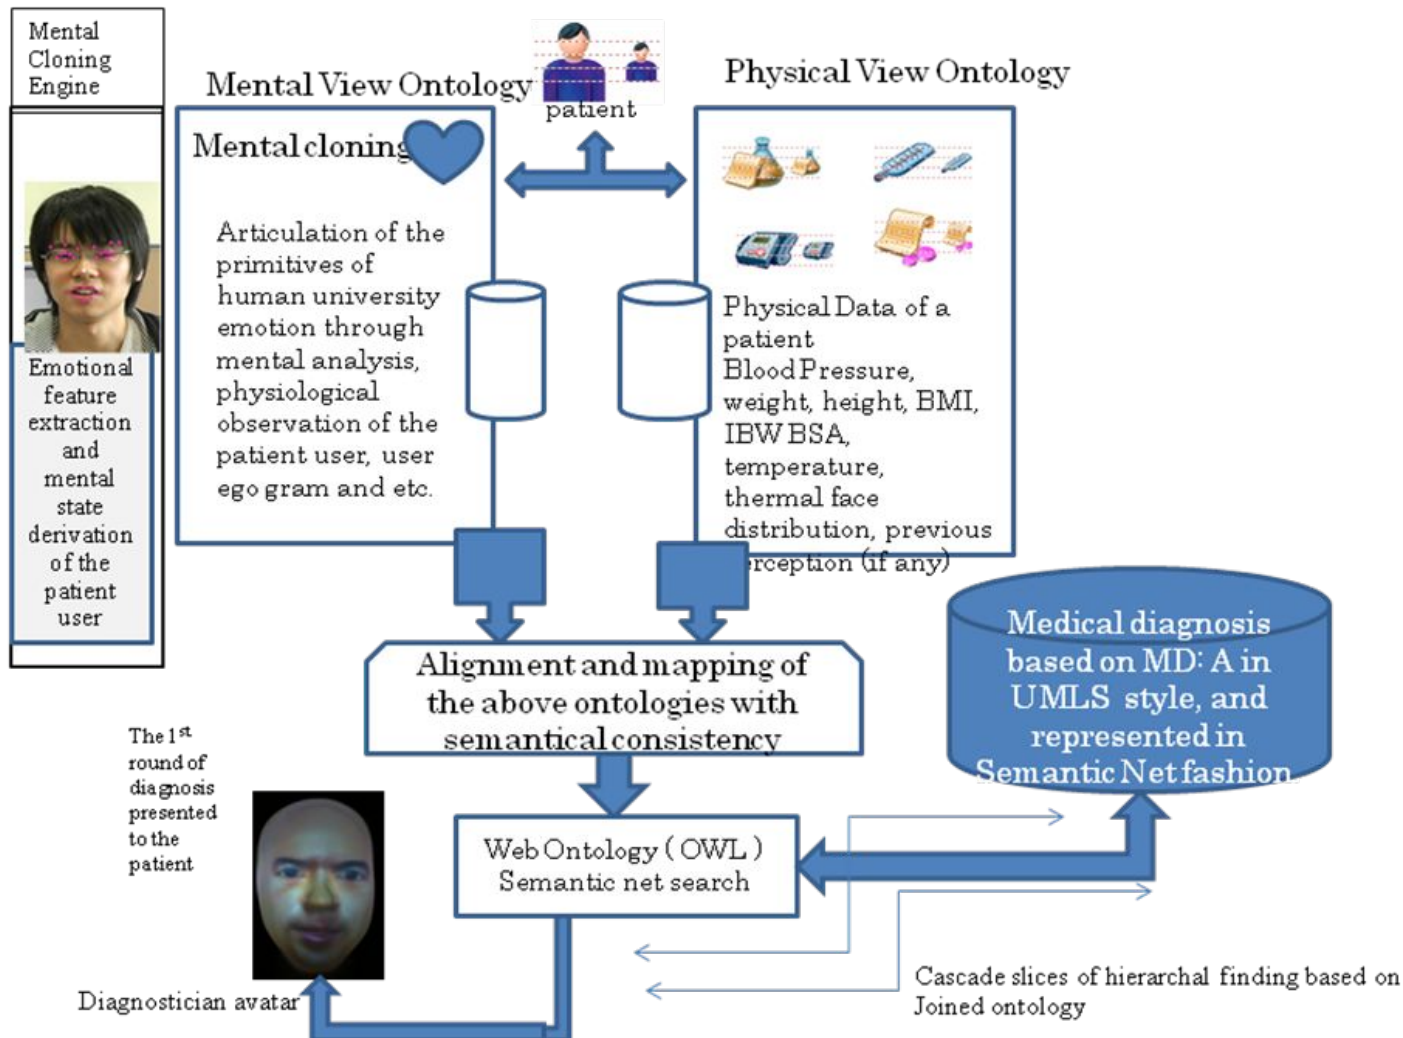 Mental
Cloning
Engine
Mental View Ontology
patient
Physical View Ontology
Mental cloning
Articulation of the
primitives of
human university
emotion through
mental analysis,
physiological
observation of the
patient user, user
ego gram and etc.
Physical Data of a
patient
Blood Pressure,
weight, height, BMI,
IBW BSA,
temperature,
thermal face
distribution, previous
erception (if any)
Emotional
feature
extraction
and
mental
state
derivation
of the
patient
user
Alignment and mapping of
the above ontologies with
semantical consistency
Medical diagnosis
based on MD: A in
UMLS style, and
represented in
Semantic Net fashion
The 1st
round of
diagnosis
presented
to the
patient
Web Ontology ( OWL )
Semantic net search
Diagnostician avatar
Cascade slices of hierarchal finding based on
Joined ontology